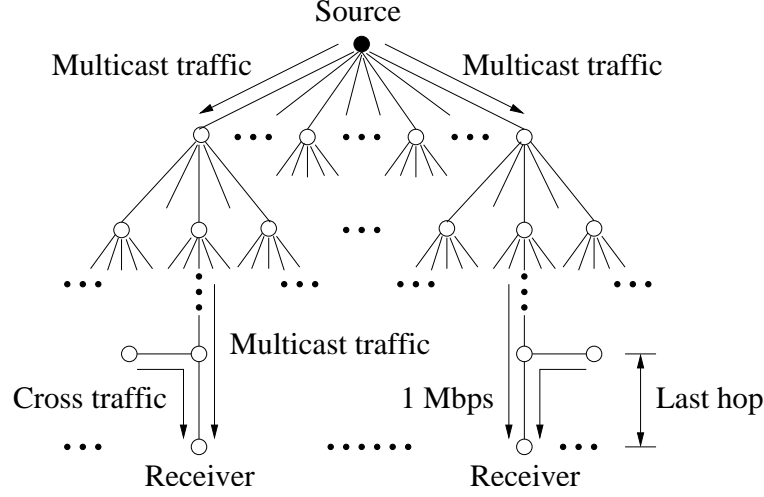 Source
Multicast traffic
Multicast traffic
Multicast traffic
Cross traffic
1 Mbps
Last hop
Receiver
Receiver